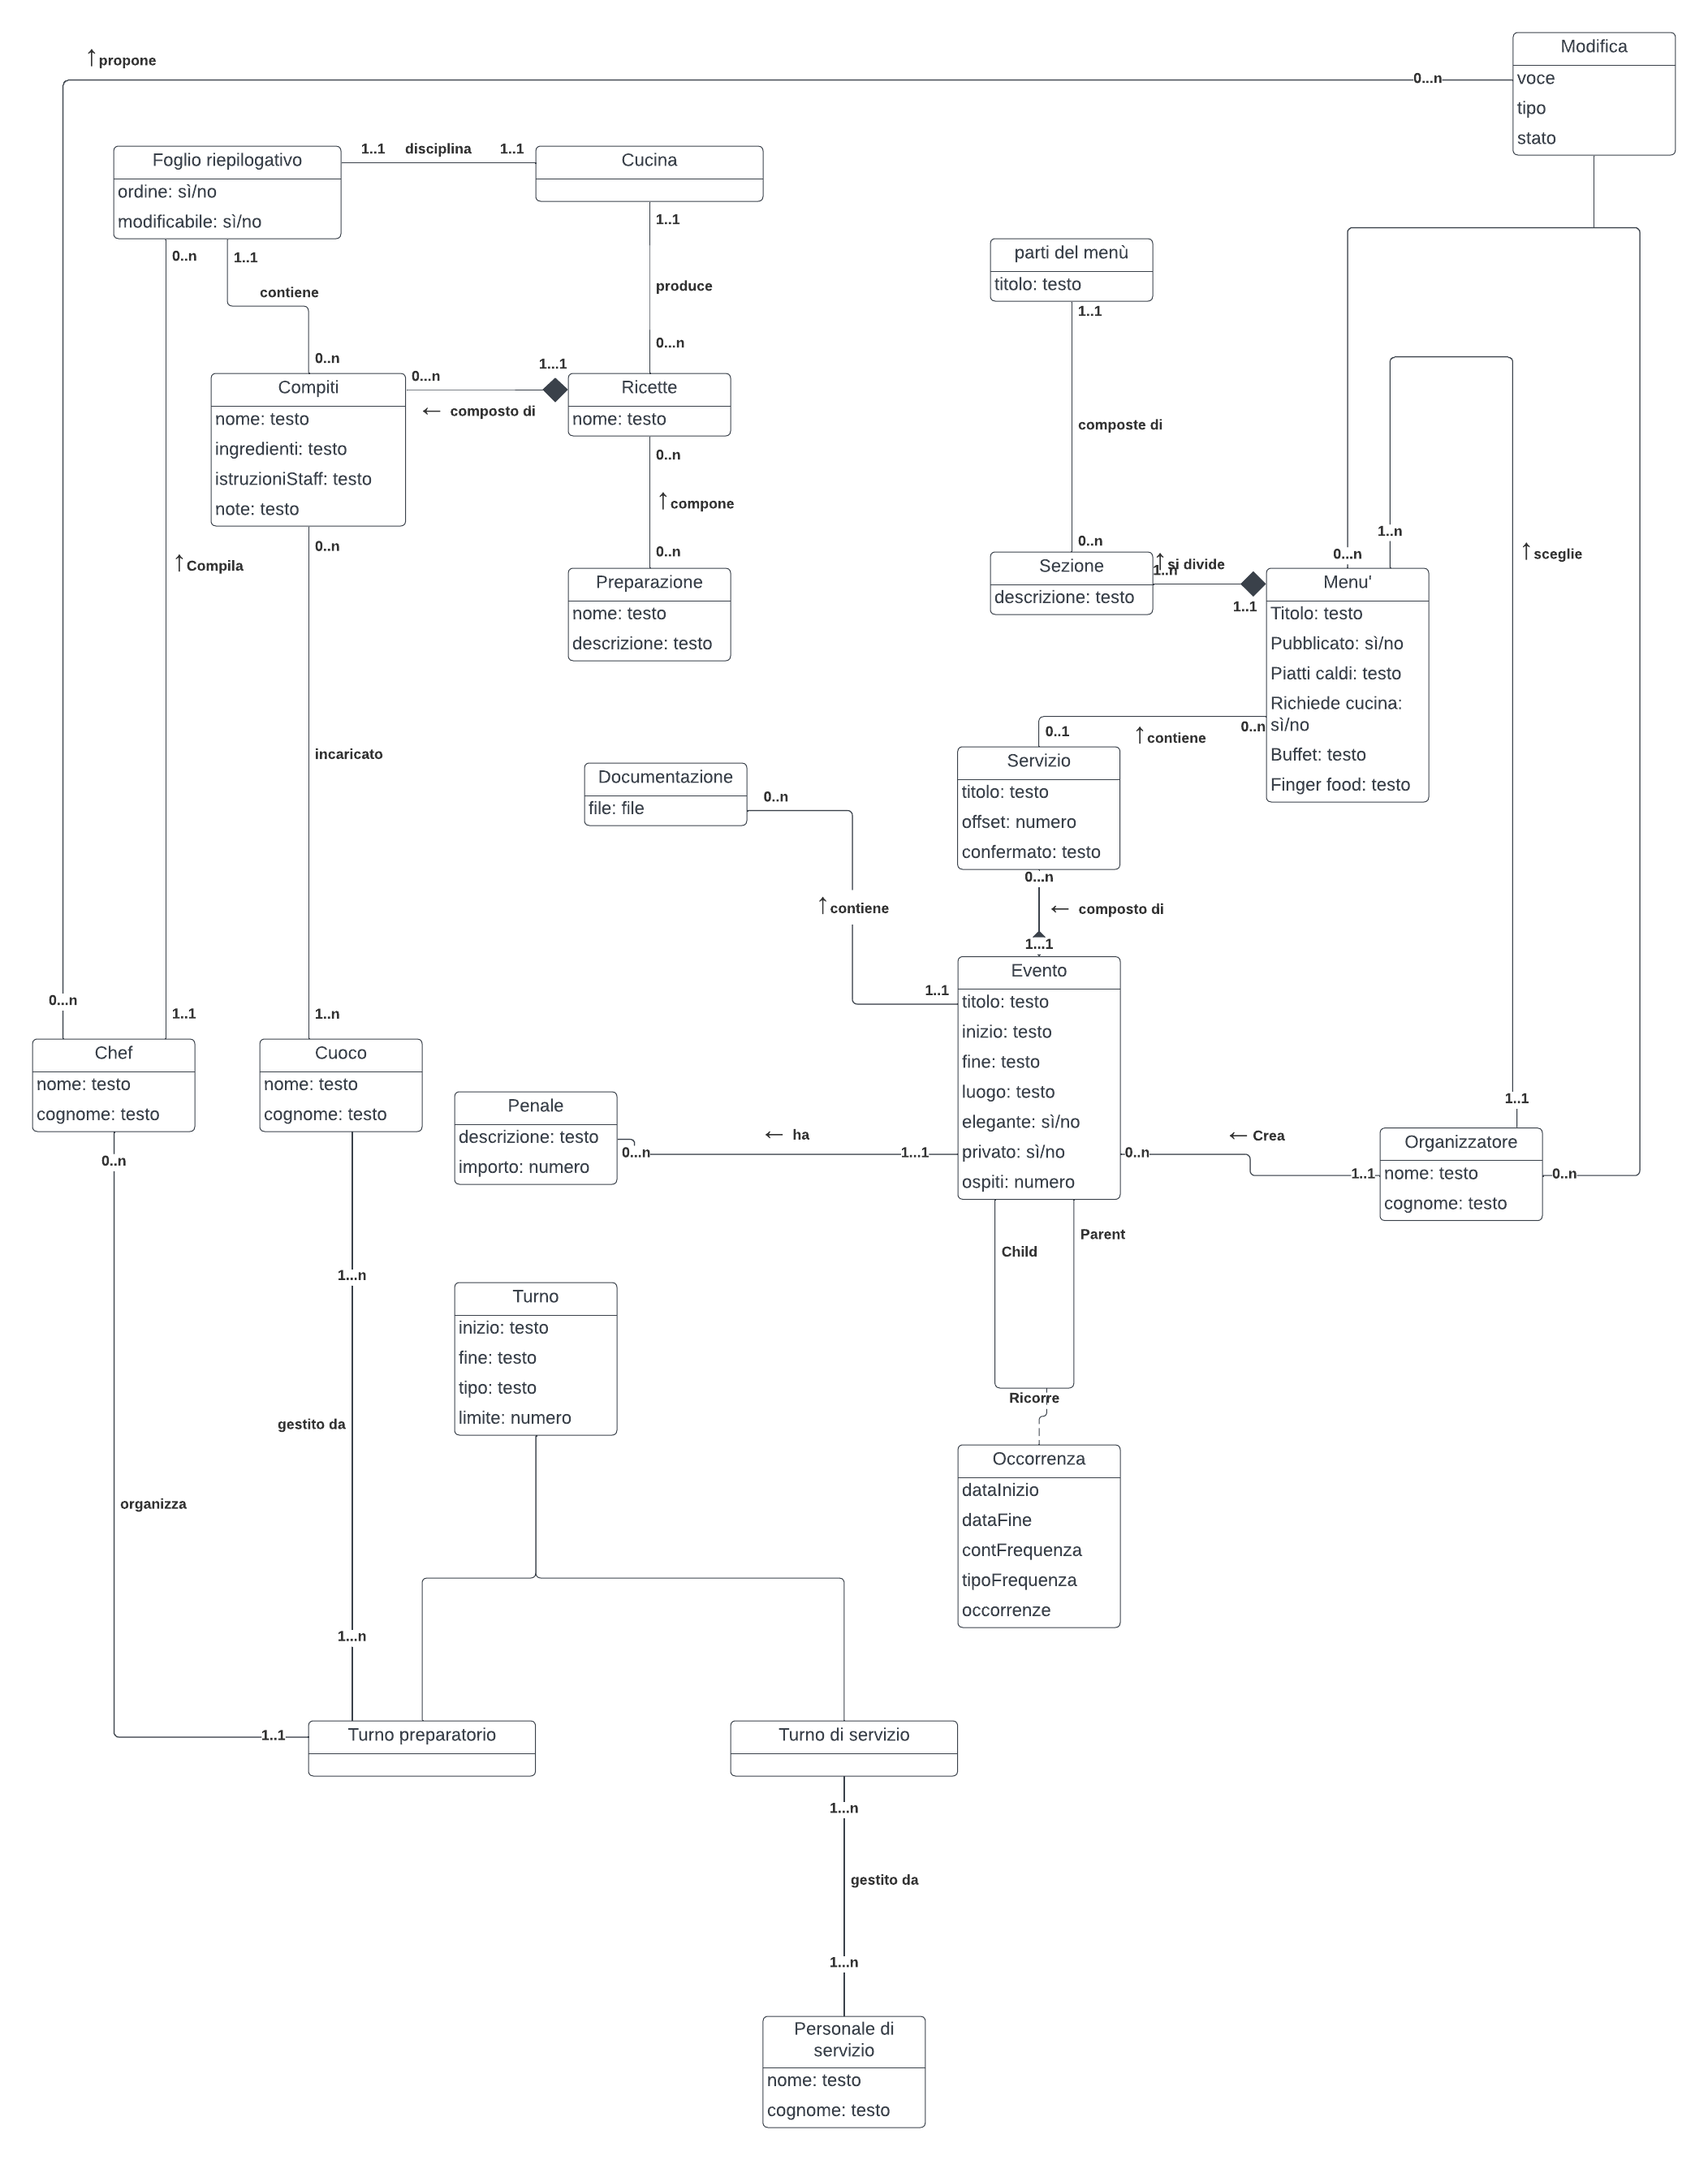 ↑propone
Modifica
0...n
voce
tipo
stato
Foglio riepilogativo
ordine: sì/no
modificabile: sì/no
1..1
disciplina
1..1
Cucina
0..n
1..1
contiene
0..n
1..1
produce
0...n
parti del menù
titolo: testo
1..1
composte di
0..n
Compiti
nome: testo
ingredienti: testo
istruzioniStaff: testo
note: testo
0...n
1...1
← composto di
Ricette
nome: testo
0..n
↑compone
0..n
Preparazione
nome: testo
descrizione: testo
↑Compila
0..n
incaricato
Sezione
descrizione: testo
↑si divide
1..n
1..1
0...n
1..n
↑sceglie
Menu'
Titolo: testo
Pubblicato: sì/no
Piatti caldi: testo
Richiede cucina:
sì/no
Buffet: testo
Finger food: testo
0..n
↑contiene
0..1
Servizio
titolo: testo
offset: numero
confermato: testo
Documentazione
file: file
0..n
↑contiene
1..1
0...n
← composto di
1...1
Evento
titolo: testo
inizio: testo
fine: testo
luogo: testo
elegante: sì/no
privato: sì/no
ospiti: numero
0...n
1..1
1..n
Chef
nome: testo
cognome: testo
Cuoco
nome: testo
cognome: testo
Penale
descrizione: testo
importo: numero
0...n
← ha
1...1
0..n
←Crea
1..1
1..1
Organizzatore
nome: testo
cognome: testo
0..n
0..n
1...n
Child
Parent
Ricorre
Turno
inizio: testo
fine: testo
tipo: testo
limite: numero
gestito da
organizza
Occorrenza
dataInizio
dataFine
contFrequenza
tipoFrequenza
occorrenze
1...n
1..1
Turno preparatorio
Turno di servizio
1...n
gestito da
1...n
Personale di
servizio
nome: testo
cognome: testo